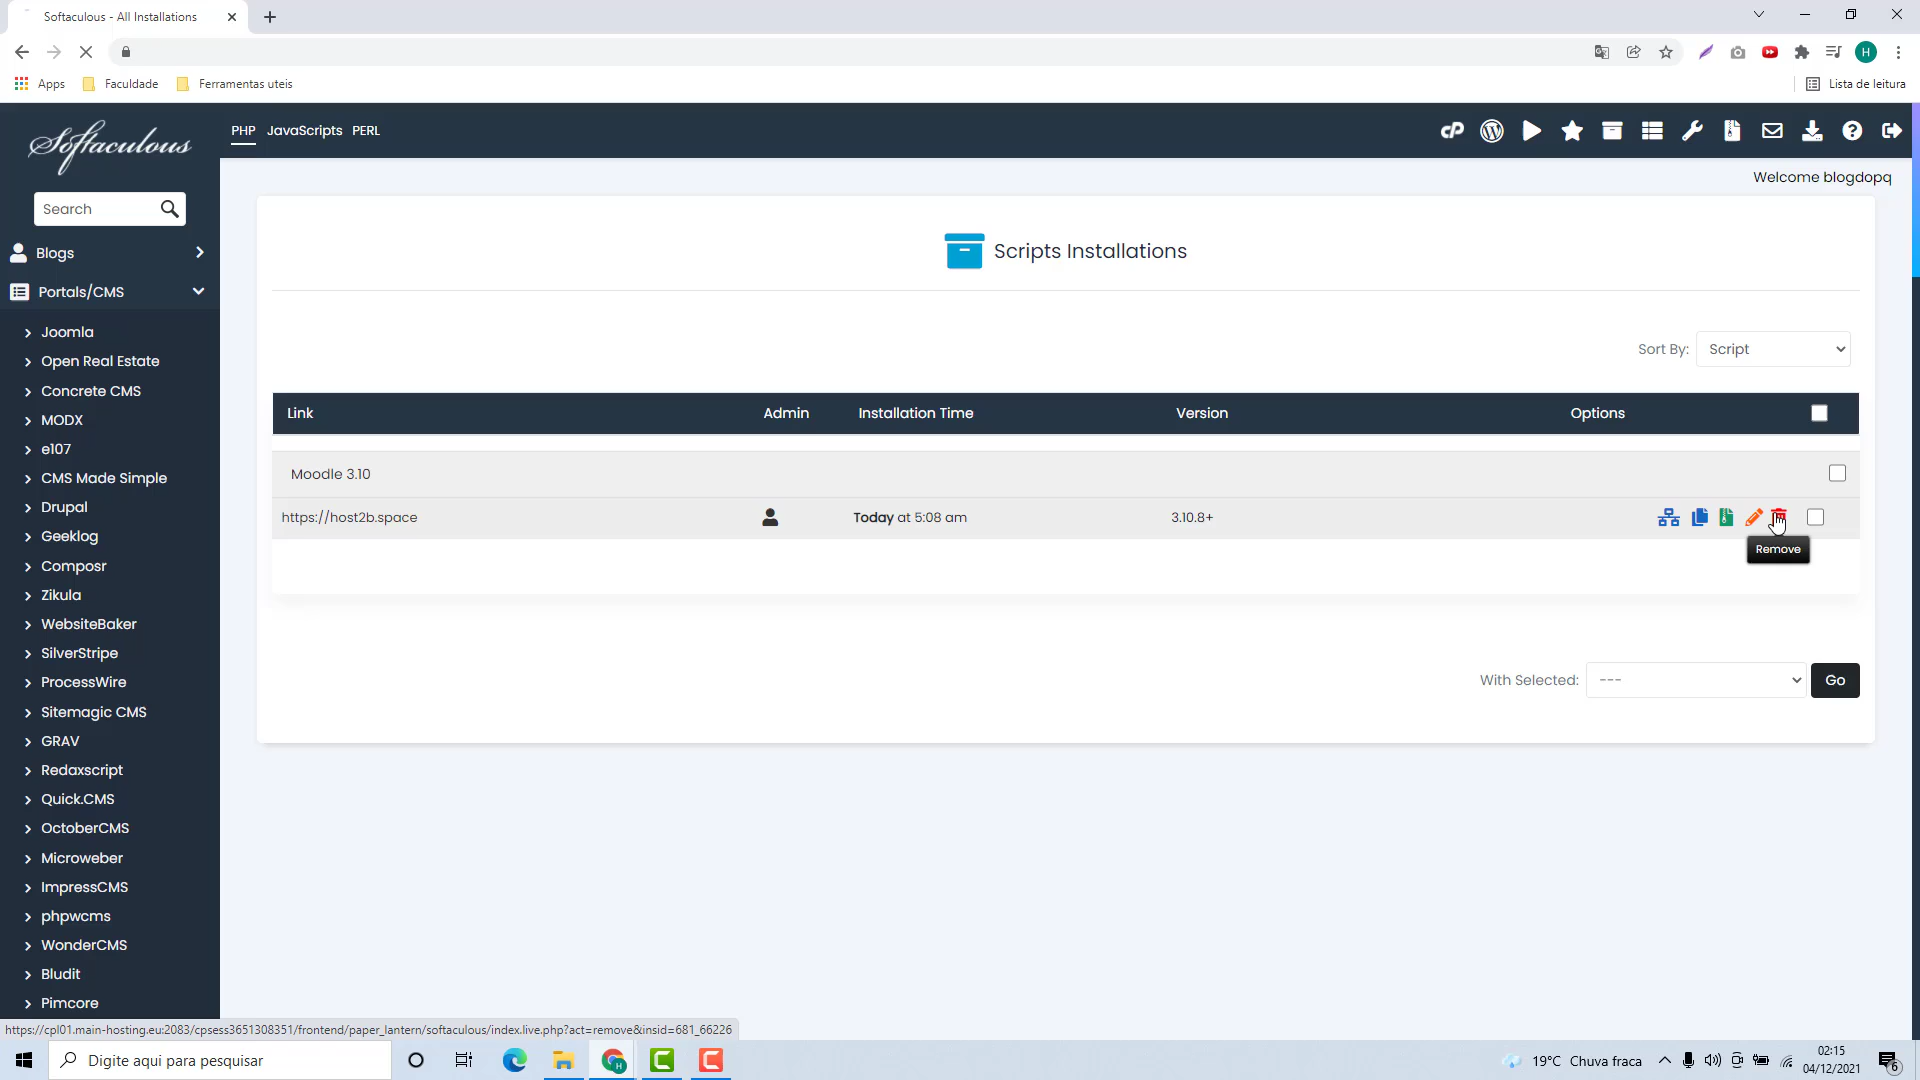 Softaculous - All Installations
Apps
Faculdade
Ferramentas uteis
Lista de leitura
H
Softaculous
PHP JavaScripts PERL
cP
Welcome blogdopq
Search
Blogs
Portals/CMS
Joomla
Open Real Estate
Concrete CMS
MODX
e107
CMS Made Simple
Drupal
Geeklog
Composr
Zikula
WebsiteBaker
SilverStripe
ProcessWire
Sitemagic CMS
GRAV
Redaxscript
Quick.CMS
OctoberCMS
Microweber
ImpressCMS
phpwcms
WonderCMS
Bludit
Pimcore
Scripts Installations
Sort By: Script
Link Admin Installation Time Version Options
Moodle 3.10
https://host2b.space Today at 5:08 am 3.10.8+
Remove
With Selected: --- Go
https://cpl01.main-hosting.eu:2083/cpsess3651308351/frontend/paper_lantern/softaculous/index.live.php?act=remove&insid=681_66226
Digite aqui para pesquisar
19°C Chuva fraca
02:15
04/12/2021
6